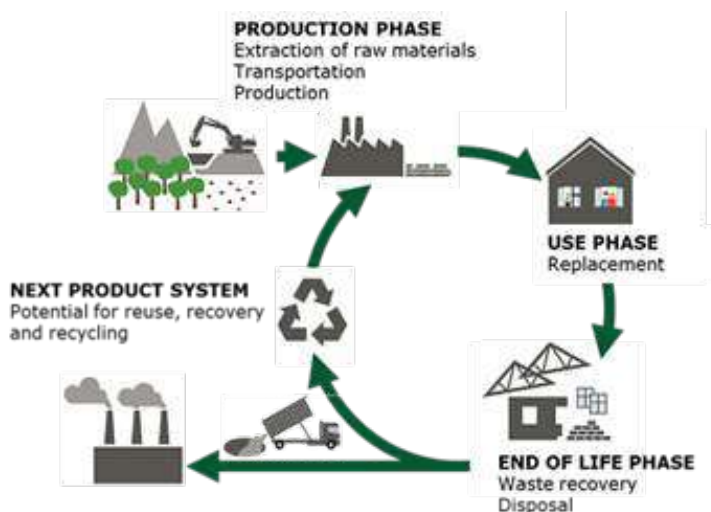 PRODUCTION PHASE
Extraction of raw materials
Transportation
Production
USE PHASE
Replacement
NEXT PRODUCT SYSTEM
Potential for reuse, recovery
and recycling
END OF LIFE PHASE
Waste recovery
Disposal